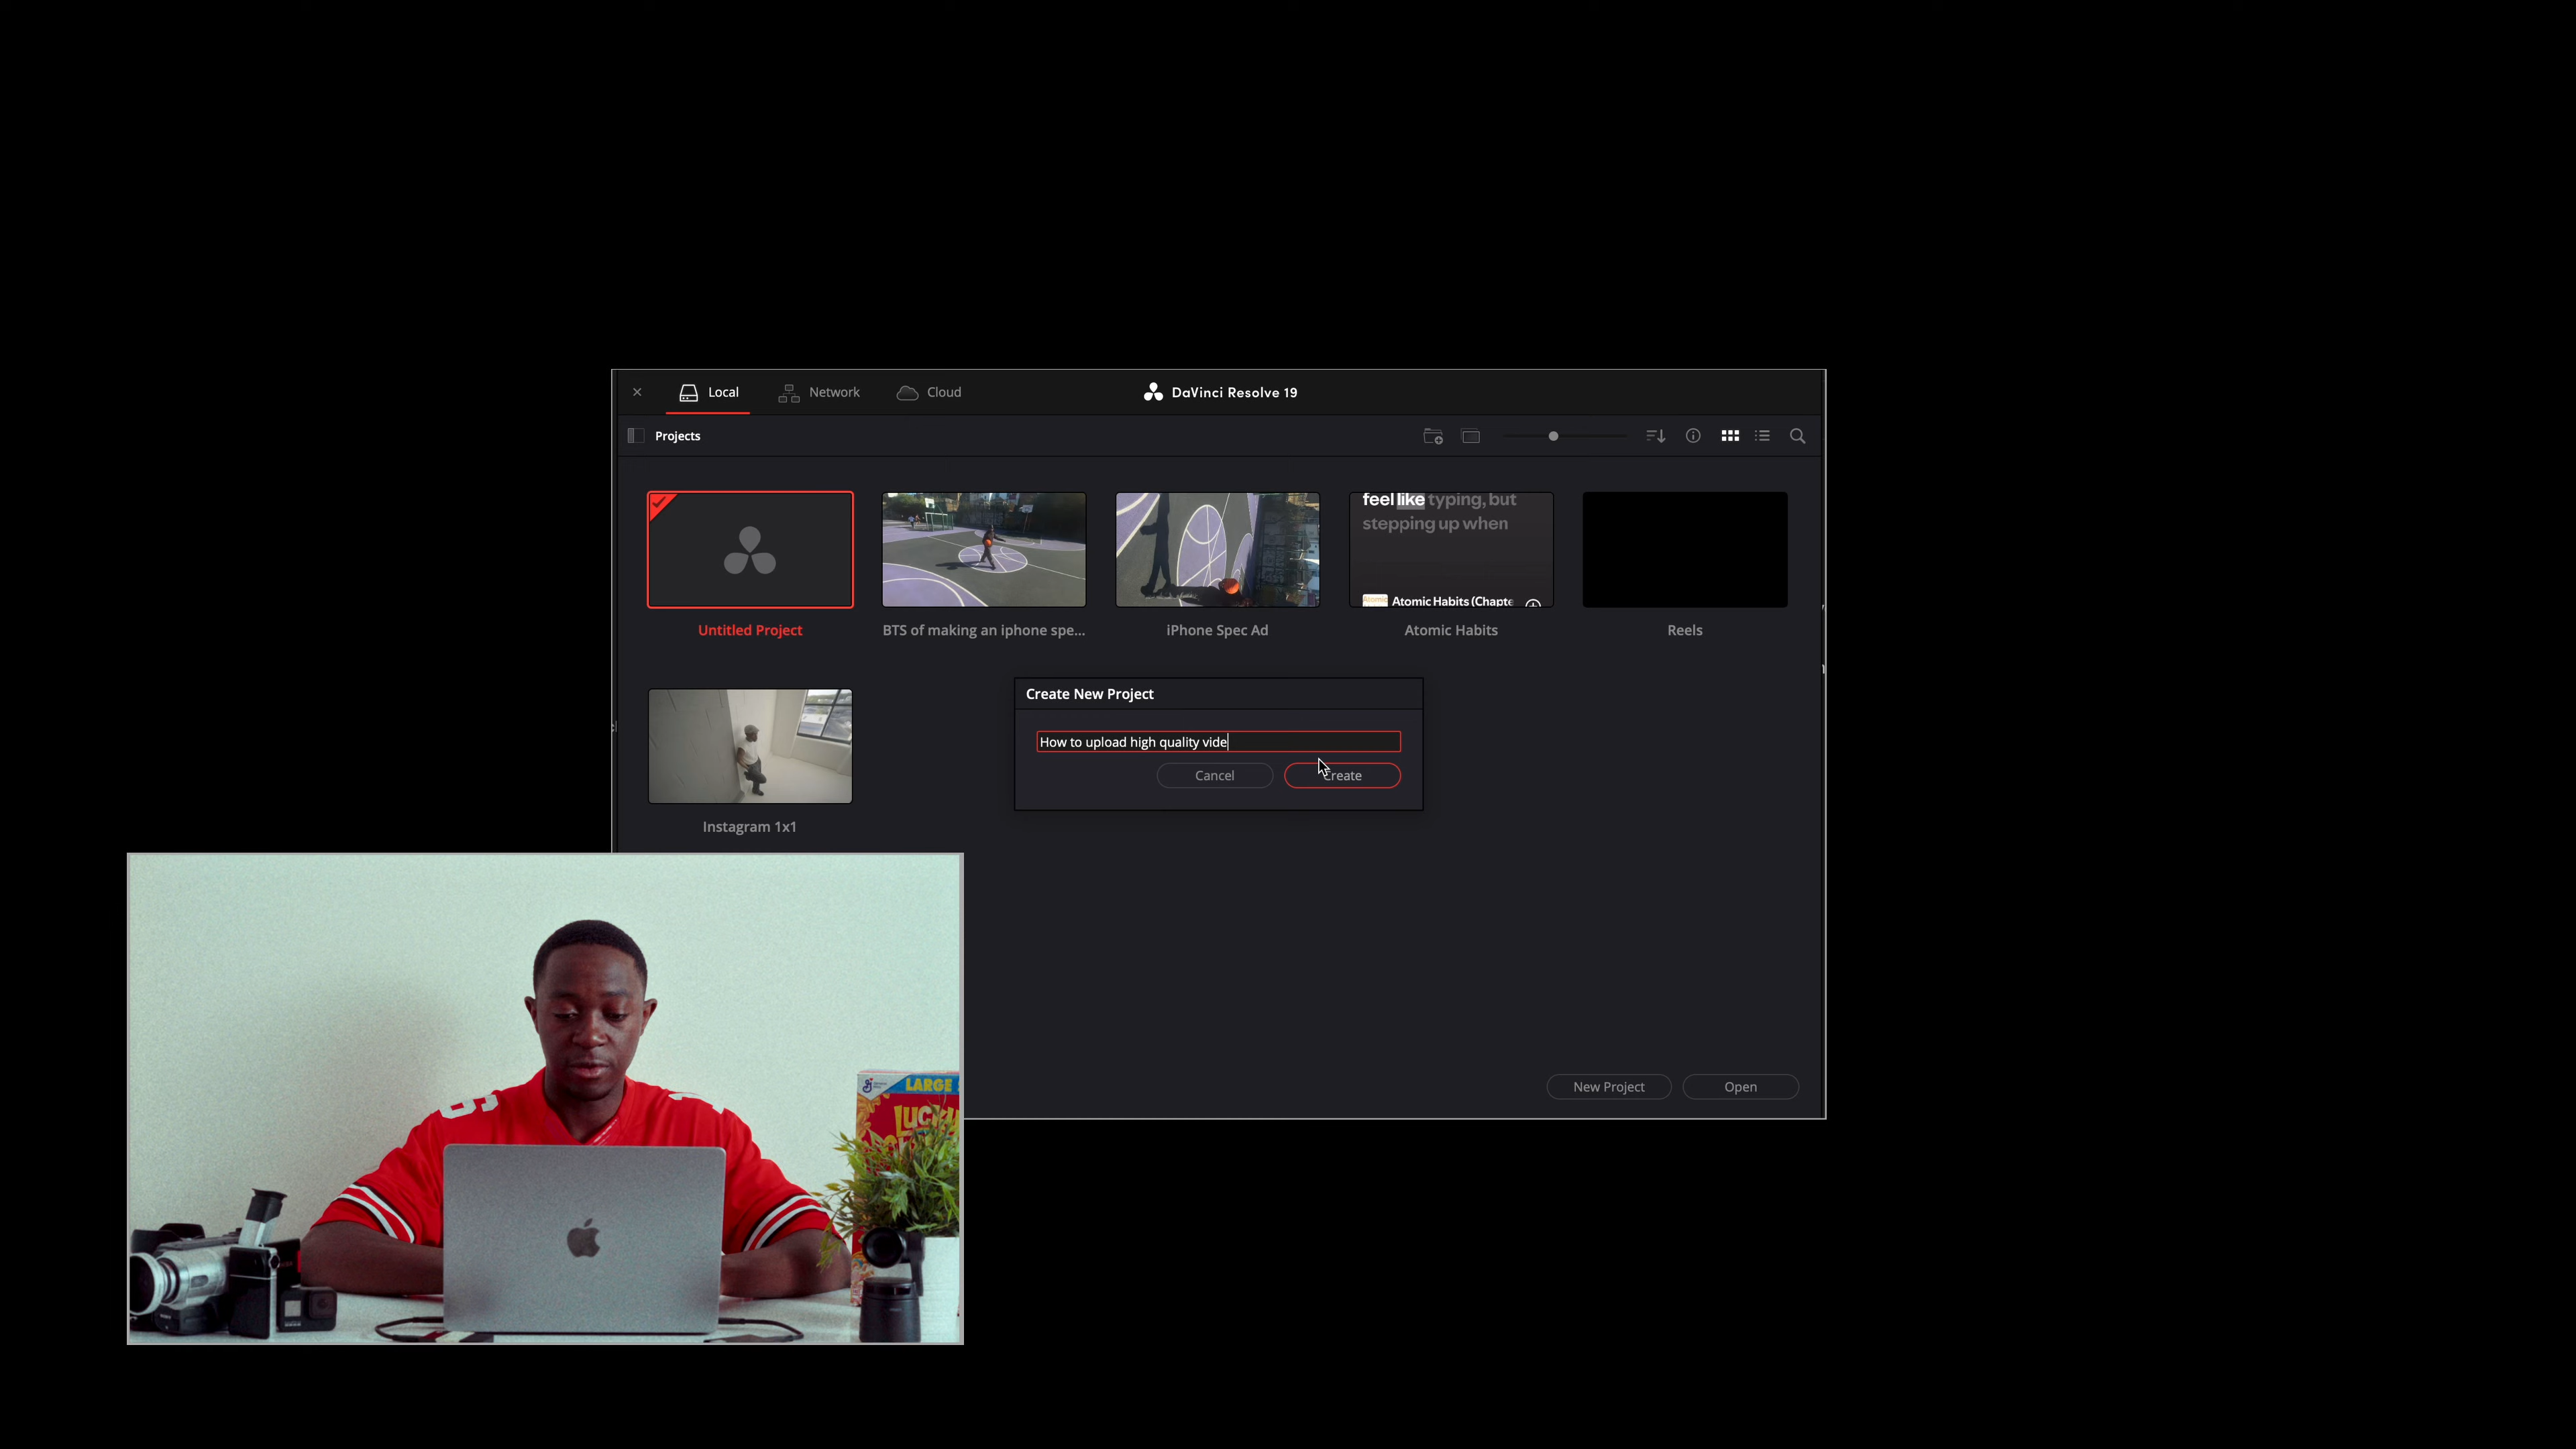 Local
Network
Cloud
DaVinci Resolve 19
Projects
feel like typing, but
stepping up when
Atomic Habits (Chapte
Untitled Project
BTS of making an iphone spe...
iPhone Spec Ad
Atomic Habits
Reels
Create New Project
How to upload high quality vide
Cancel
Create
Instagram 1x1
LARGE
LUCKY
New Project
Open